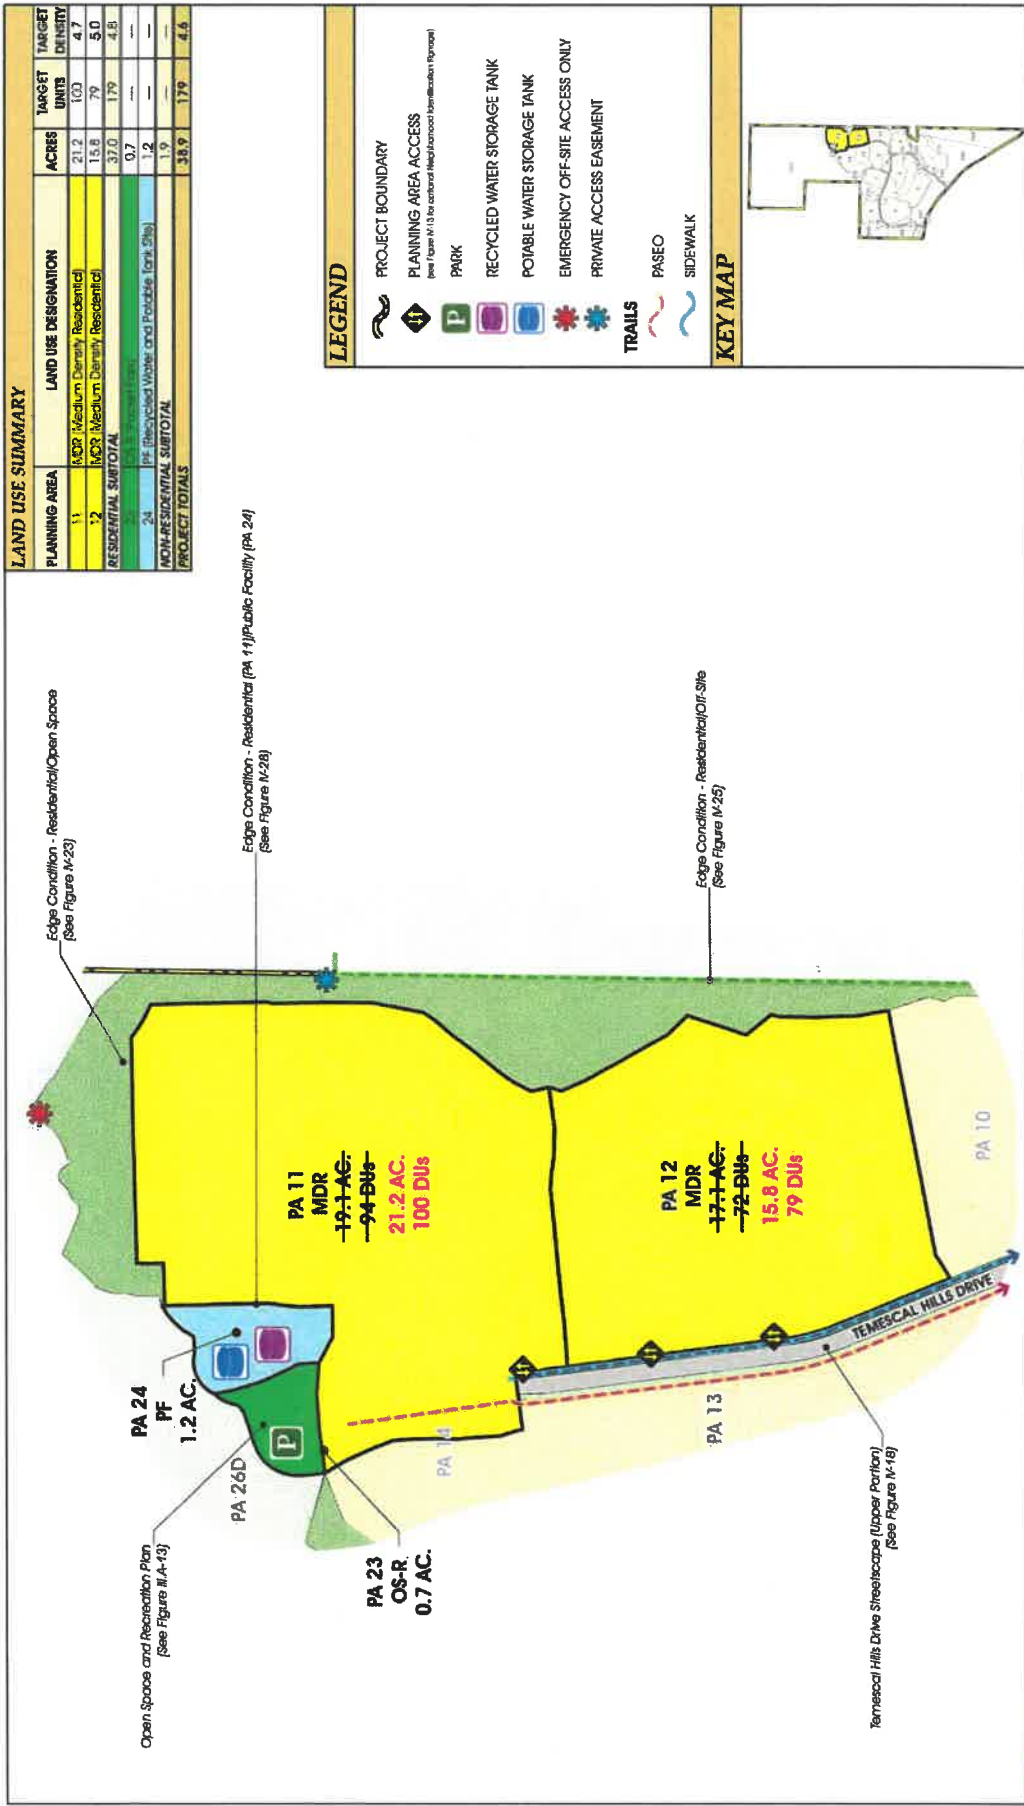 LAND USE SUMMARY
PLANNING AREA LAND USE DESIGNATION ACRES TARGET UNITS TARGET DENSITY
11 MDR (Medium Density Residential) 21.2 100 4.7
12 MDR (Medium Density Residential) 15.8 79 5.0
RESIDENTIAL SUBTOTAL 37.0 179 4.8
0.7 — —
24 PF (Recycled Water and Potable Tank Site) 1.2 — —
NON-RESIDENTIAL SUBTOTAL 1.9 — —
PROJECT TOTALS 38.9 179 4.6
LEGEND
PROJECT BOUNDARY
PLANNING AREA ACCESS
(see Figure IV-13 for optional Neighborhood Identification Signage)
P PARK
RECYCLED WATER STORAGE TANK
POTABLE WATER STORAGE TANK
EMERGENCY OFF-SITE ACCESS ONLY
PRIVATE ACCESS EASEMENT
TRAILS
PASEO
SIDEWALK
KEY MAP
Edge Condition - Residential/Open Space
(See Figure IV-23)
Edge Condition - Residential (PA 11)/Public Facility (PA 24)
(See Figure IV-28)
Edge Condition - Residential/Off-Site
(See Figure IV-25)
PA 11
MDR
19.1 AC.
94 DUs
21.2 AC.
100 DUs
PA 12
MDR
17.1 AC.
72 DUs
15.8 AC.
79 DUs
PA 10
PA 24
PF
1.2 AC.
PA 26D
P
PA 14
PA 13
TEMESCAL HILLS DRIVE
PA 23
OS-R
0.7 AC.
Open Space and Recreation Plan
(See Figure III.A-13)
Temescal Hills Drive Streetscape (Upper Portion)
(See Figure IV-18)